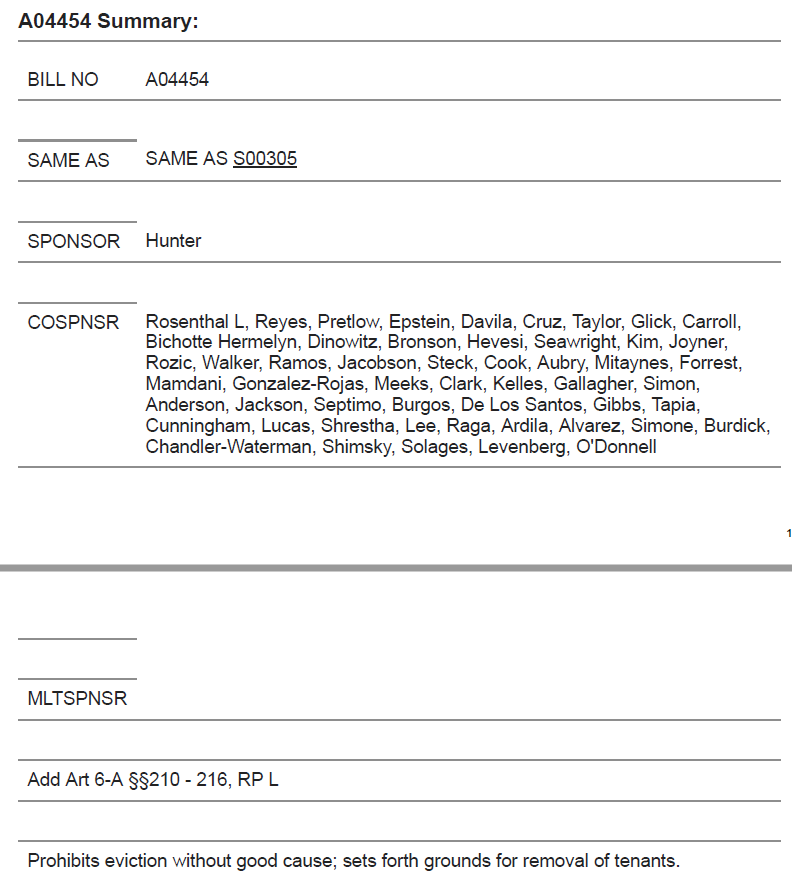 A04454 Summary:
BILL NO A04454
SAME AS SAME AS S00305
SPONSOR Hunter
COSPNSR Rosenthal L, Reyes, Pretlow, Epstein, Davila, Cruz, Taylor, Glick, Carroll,
Bichotte Hermelyn, Dinowitz, Bronson, Hevesi, Seawright, Kim, Joyner,
Rozic, Walker, Ramos, Jacobson, Steck, Cook, Aubry, Mitaynes, Forrest,
Mamdani, Gonzalez-Rojas, Meeks, Clark, Kelles, Gallagher, Simon,
Anderson, Jackson, Septimo, Burgos, De Los Santos, Gibbs, Tapia,
Cunningham, Lucas, Shrestha, Lee, Raga, Ardila, Alvarez, Simone, Burdick,
Chandler-Waterman, Shimsky, Solages, Levenberg, O'Donnell
1
MLTSPNSR
Add Art 6-A §§210 - 216, RP L
Prohibits eviction without good cause; sets forth grounds for removal of tenants.